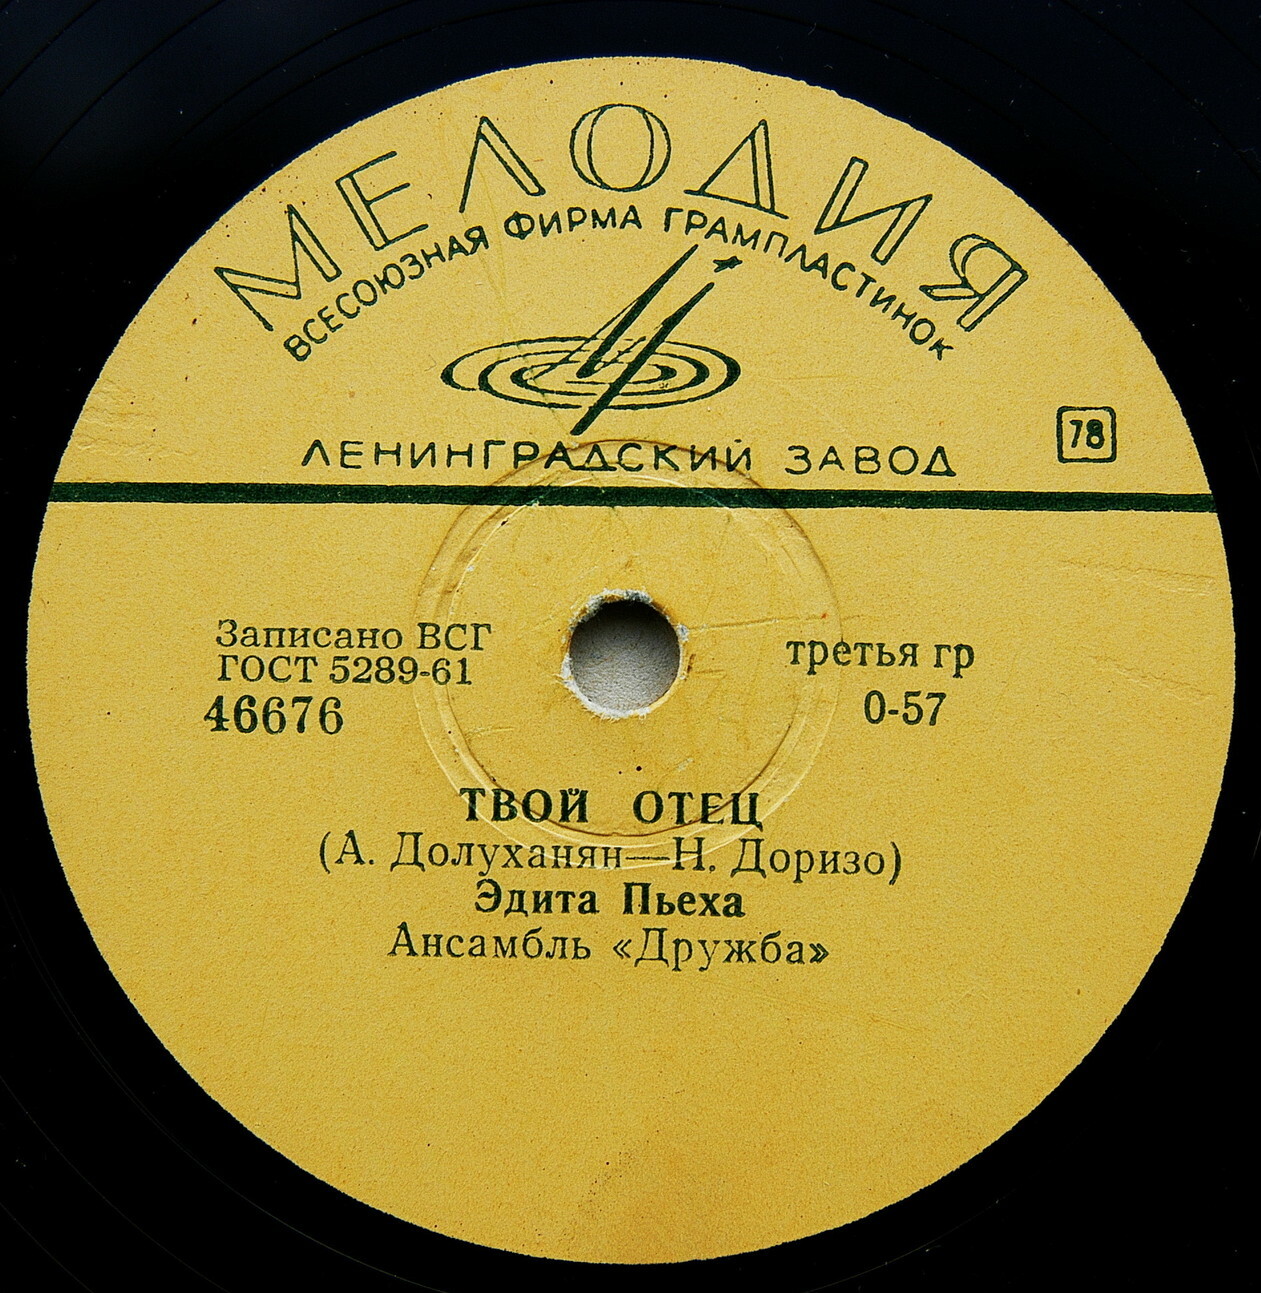 МЕЛОДИЯ
ВСЕСОЮЗНАЯ ФИРМА ГРАМПЛАСТИНОК
ЛЕНИНГРАДСКИЙ ЗАВОД
78
Записано ВСГ
ГОСТ 5289-61
46676
третья гр
0-57
ТВОЙ ОТЕЦ
(А. Долуханян—Н. Доризо)
Эдита Пьеха
Ансамбль «Дружба»